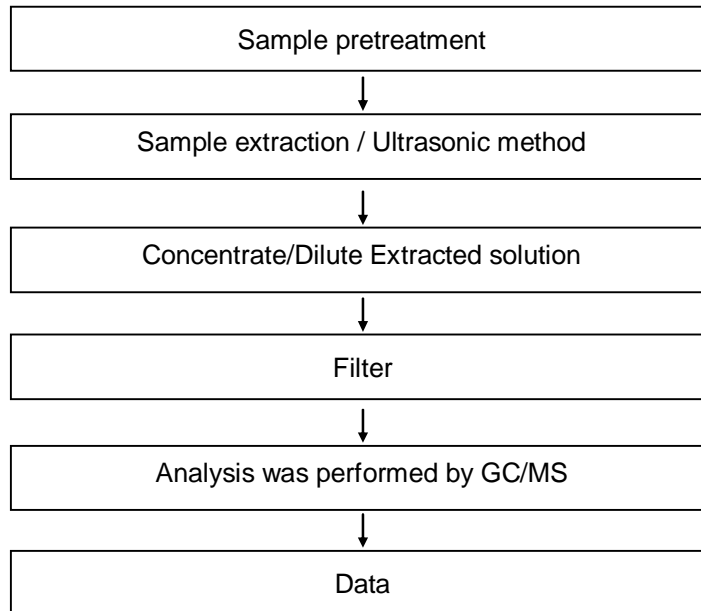 Sample pretreatment
Sample extraction / Ultrasonic method
Concentrate/Dilute Extracted solution
Filter
Analysis was performed by GC/MS
Data